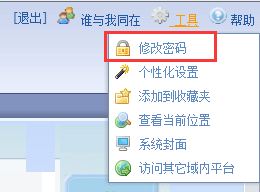 [退出] 谁与我同在 工具 帮助
修改密码
个性化设置
添加到收藏夹
查看当前位置
系统封面
访问其它域内平台